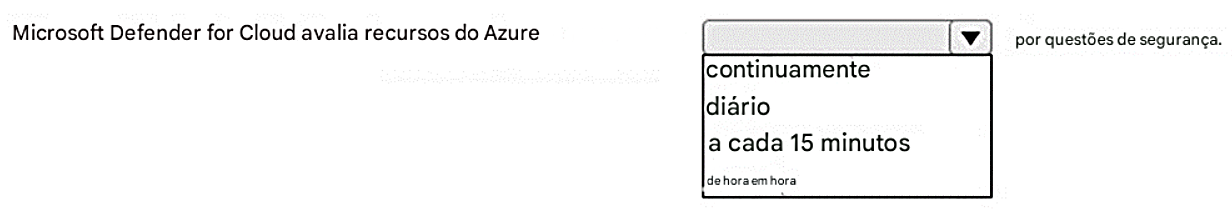 Microsoft Defender for Cloud avalia recursos do Azure
por questões de segurança.
continuamente
diário
a cada 15 minutos
de hora em hora